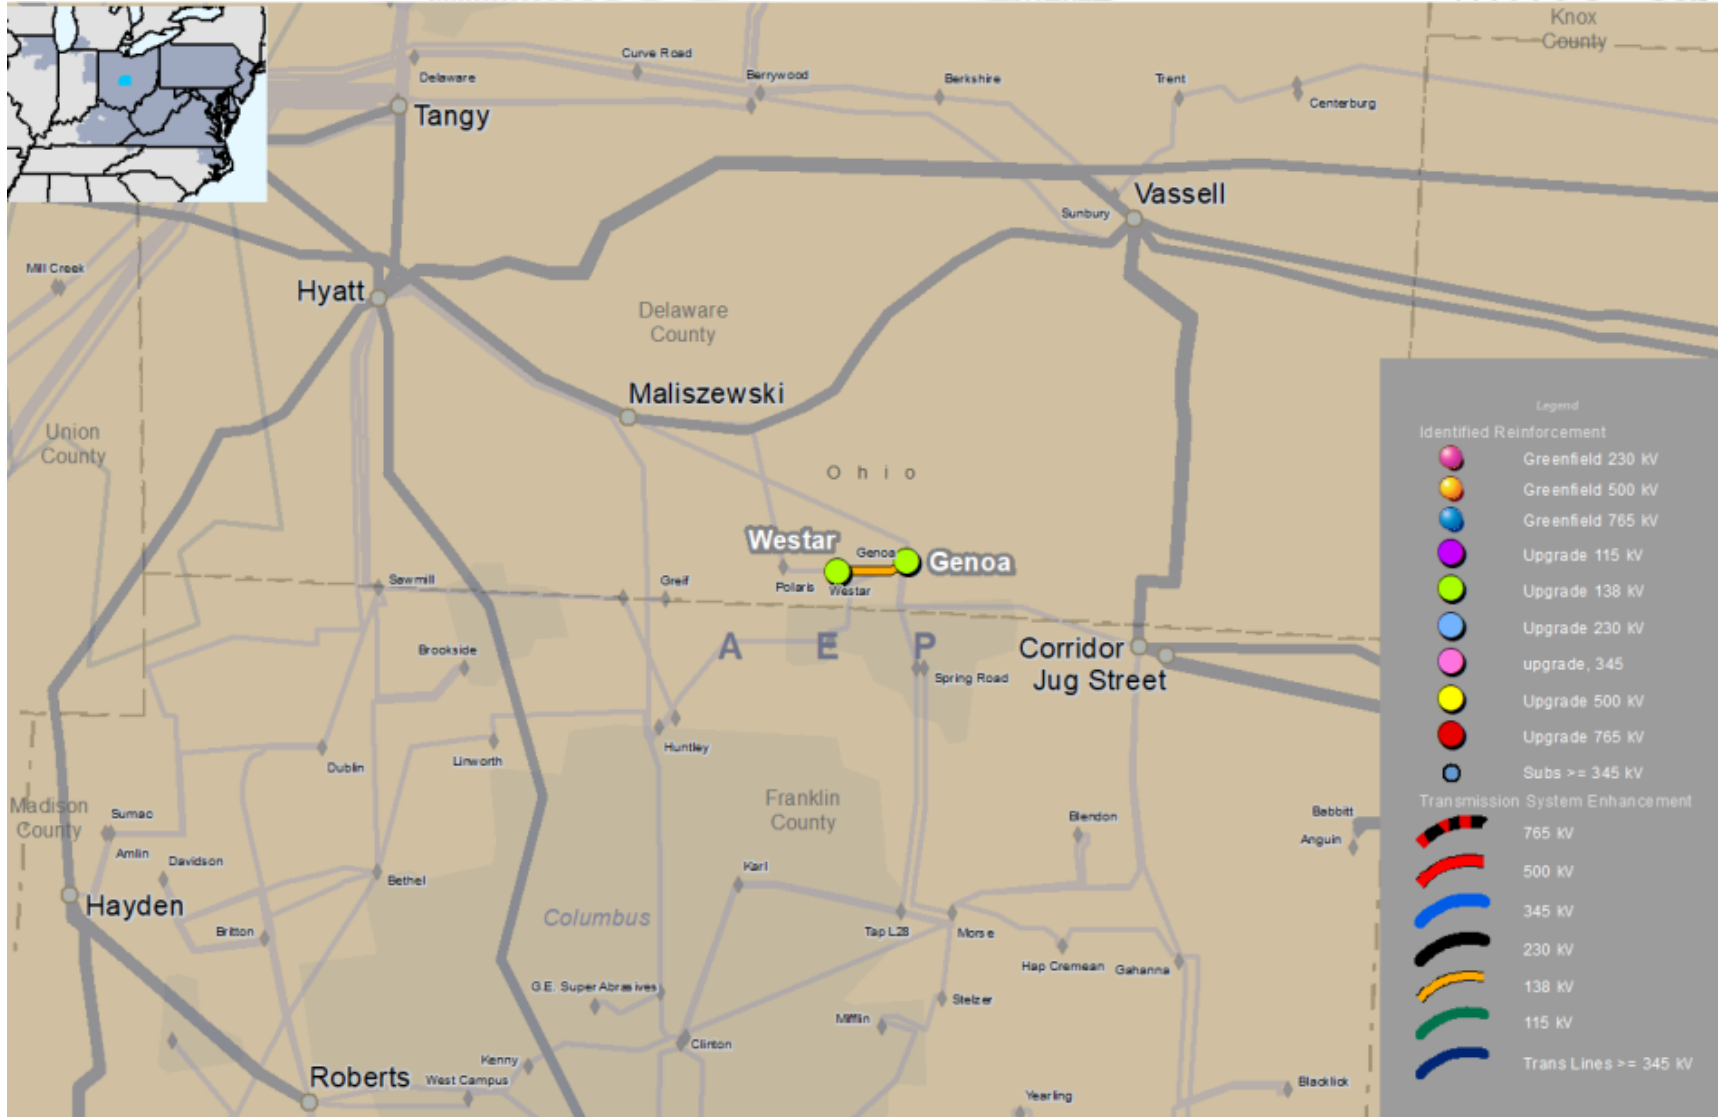 Knox
County
Curve Road
Delaware
Berrywood
Berkshire
Trent
Centerburg
Tangy
Vassell
Sunbury
Mill Creek
Hyatt
Delaware
County
Maliszewski
Union
County
Ohio
Westar
Genoa
Genoa
Polaris
Westar
Sawmill
Greif
A E P
Brookside
Corridor
Jug Street
Spring Road
Huntley
Linworth
Dublin
Madison
County
Sumac
Amlin
Davidson
Franklin
County
Blendon
Babbitt
Anguin
Karl
Bethel
Hayden
Columbus
Britton
Tap L28
Morse
Hap Cremean
Gahanna
G.E. Super Abrasives
Stelzer
Mifflin
Clinton
Kenny
Roberts
West Campus
Blacklick
Yearling
Legend
Identified Reinforcement
Greenfield 230 kV
Greenfield 500 kV
Greenfield 765 kV
Upgrade 115 kV
Upgrade 138 kV
Upgrade 230 kV
upgrade, 345
Upgrade 500 kV
Upgrade 765 kV
Subs >= 345 kV
Transmission System Enhancement
765 kV
500 kV
345 kV
230 kV
138 kV
115 kV
Trans Lines >= 345 kV